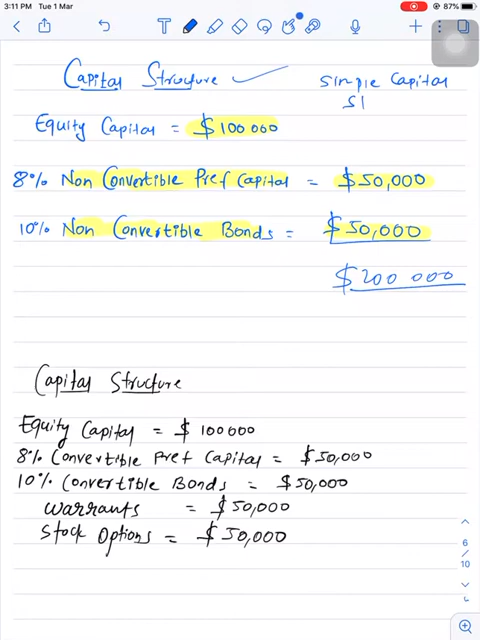 3:11 PM Tue 1 Mar
87%
Capital Structure
Simple Capital
Equity Capital = $100000
8% Non Convertible Pref Capital = $50,000
10% Non Convertible Bonds = $50,000
$200 000
Capital Structure
Equity Capital = $ 100000
8% Convertible Pref Capital = $50,000
10% Convertible Bonds = $50,000
Warrants = $50,000
Stock Options = $50,000
6
/
10